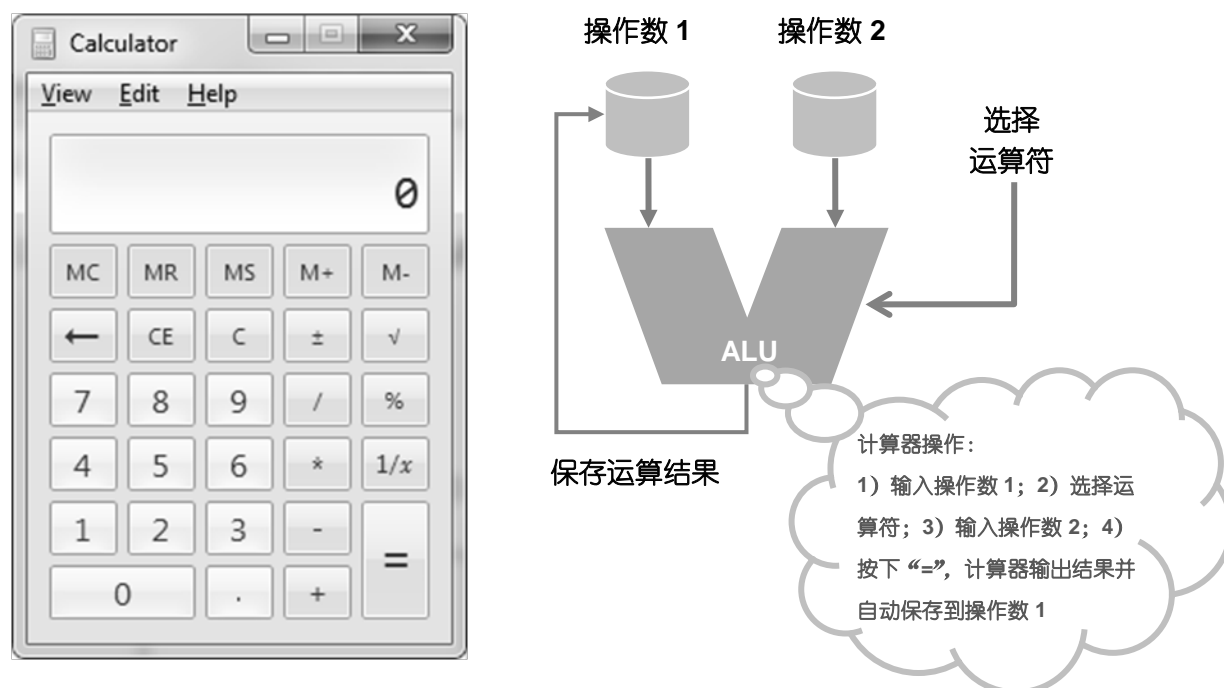 Calculator
View Edit Help
0
MC MR MS M+ M-
← CE C ± √
7 8 9 / %
4 5 6 * 1/x
1 2 3 - =
0 . +
操作数 1 操作数 2
选择
运算符
ALU
保存运算结果
计算器操作：
1）输入操作数 1；2）选择运
算符；3）输入操作数 2；4）
按下“=”，计算器输出结果并
自动保存到操作数 1